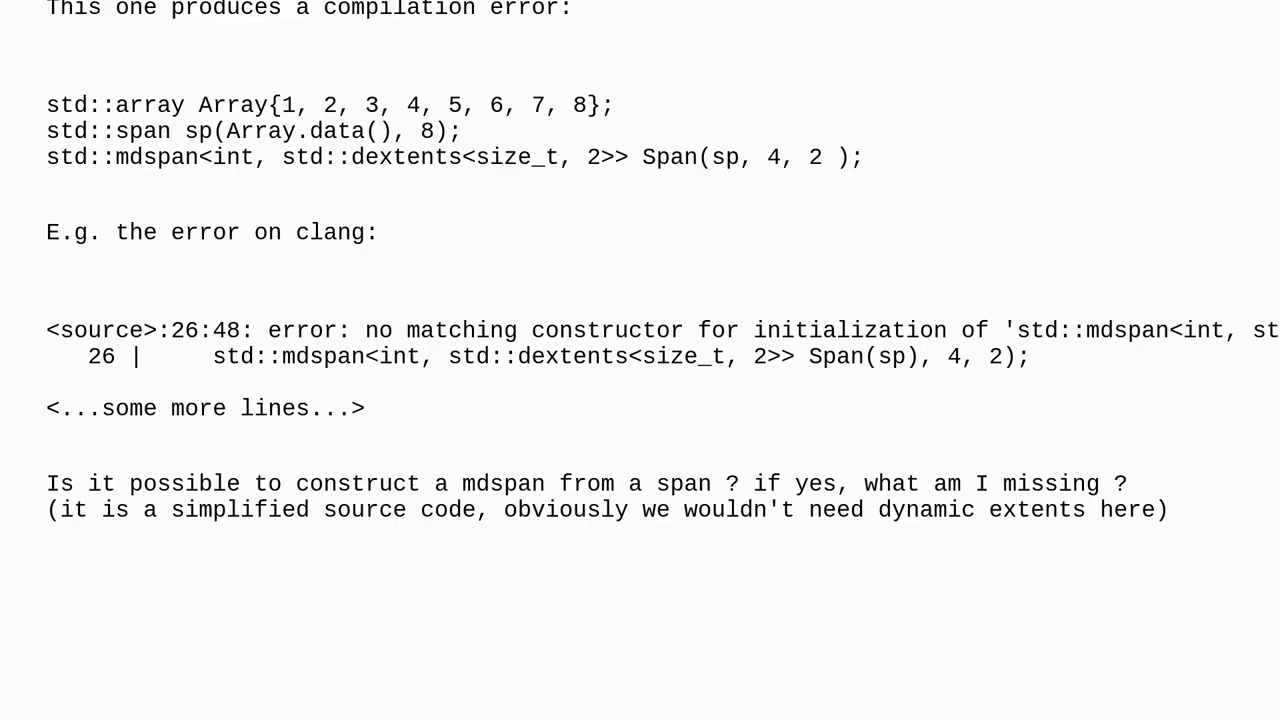 This one produces a compilation error:
std::array Array{1, 2, 3, 4, 5, 6, 7, 8};
std::span sp(Array.data(), 8);
std::mdspan<int, std::dextents<size_t, 2>> Span(sp, 4, 2 );
E.g. the error on clang:
<source>:26:48: error: no matching constructor for initialization of 'std::mdspan<int, st
26 |     std::mdspan<int, std::dextents<size_t, 2>> Span(sp), 4, 2);
<...some more lines...>
Is it possible to construct a mdspan from a span ? if yes, what am I missing ?
(it is a simplified source code, obviously we wouldn't need dynamic extents here)